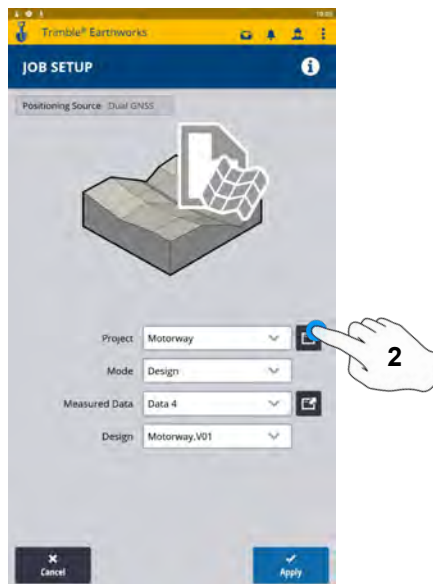 Trimble® Earthworks
JOB SETUP
Positioning Source Dual GNSS
Project Motorway
2
Mode Design
Measured Data Data 4
Design Motorway.V01
Cancel
Apply